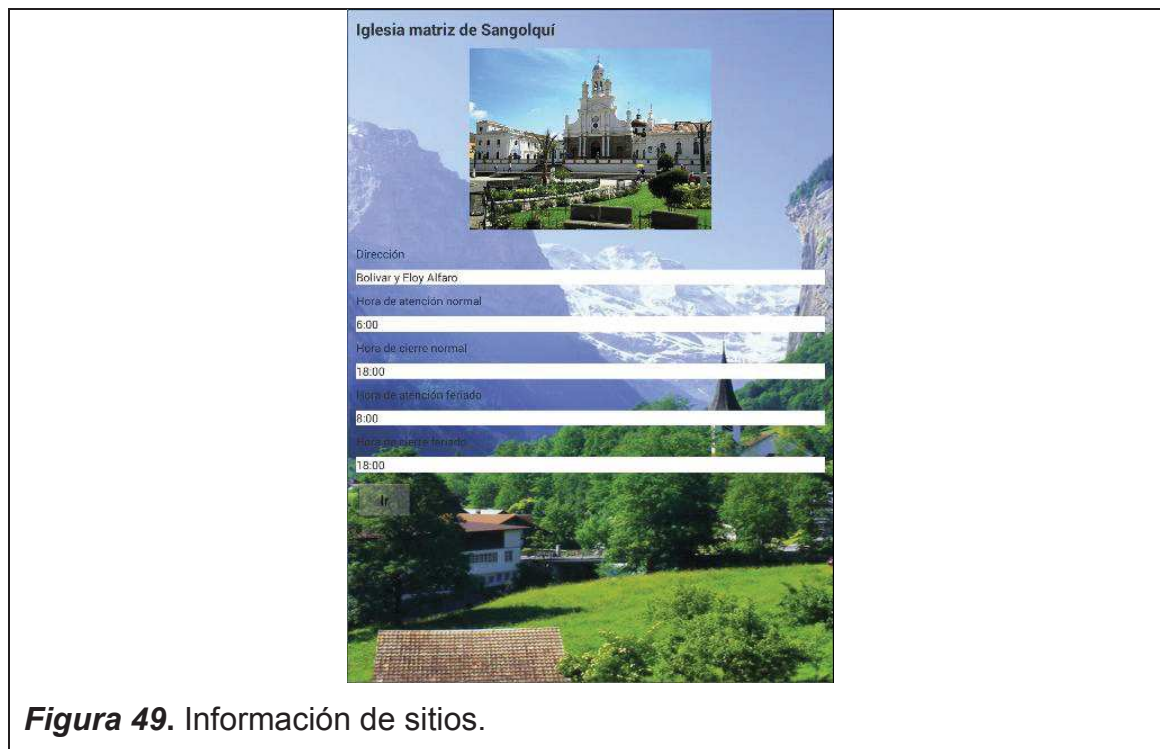 Iglesia matriz de Sangolquí
Dirección
Bolivar y Eloy Alfaro
Hora de atención normal
6:00
Hora de cierre normal
18:00
Hora de atención feriado
8:00
Hora de cierre feriado
18:00
Ir
Figura 49. Información de sitios.